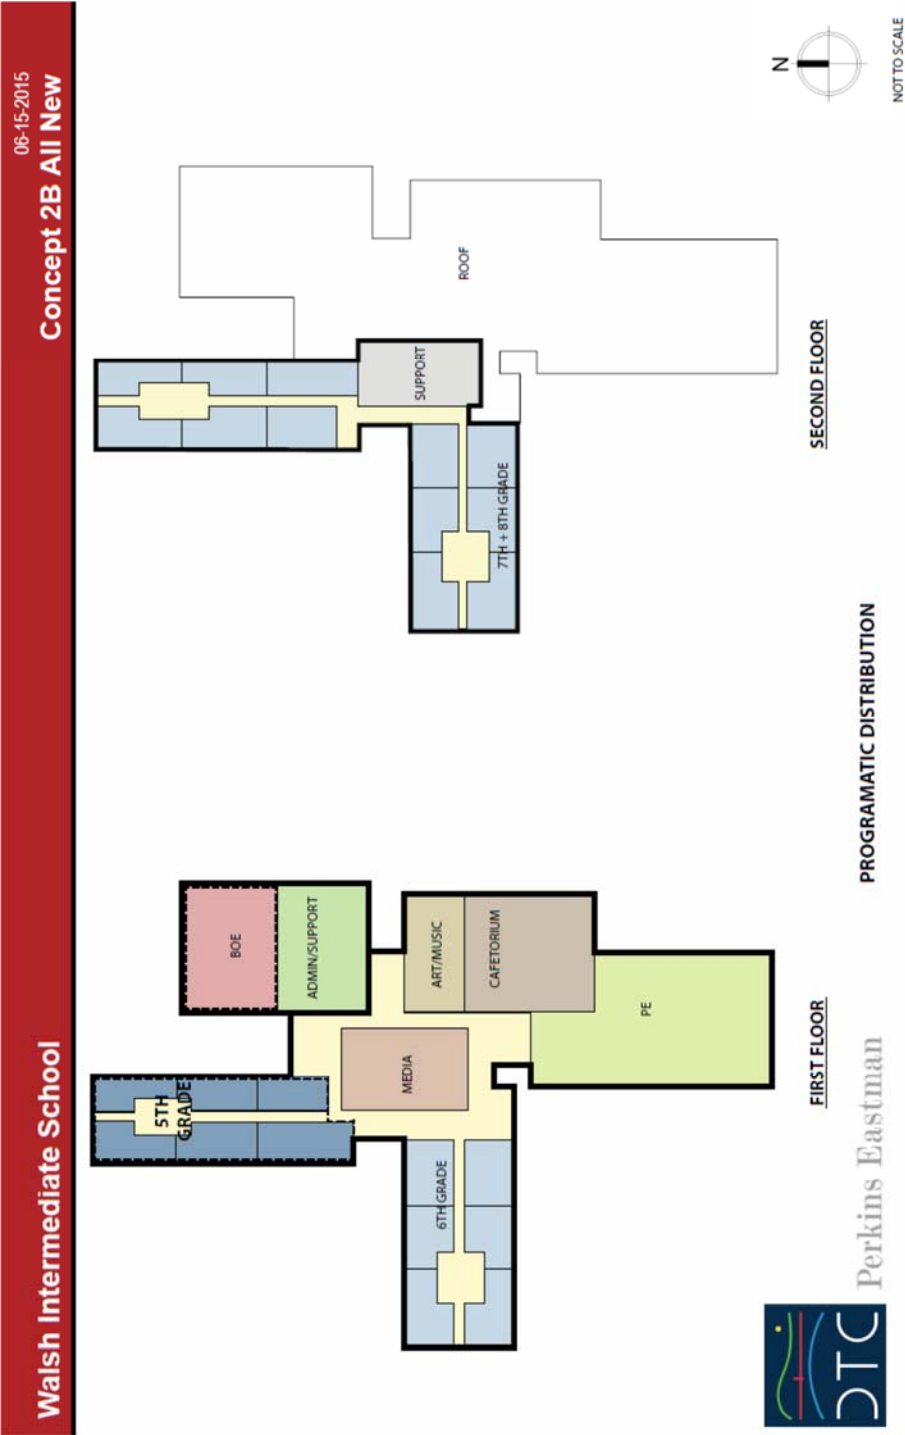 Walsh Intermediate School
06-15-2015
Concept 2B All New
5TH
GRADE
BOE
ADMIN/SUPPORT
MEDIA
ART/MUSIC
CAFETORIUM
6TH GRADE
PE
FIRST FLOOR
SUPPORT
ROOF
7TH + 8TH GRADE
SECOND FLOOR
PROGRAMATIC DISTRIBUTION
N
NOT TO SCALE
DTC
Perkins Eastman